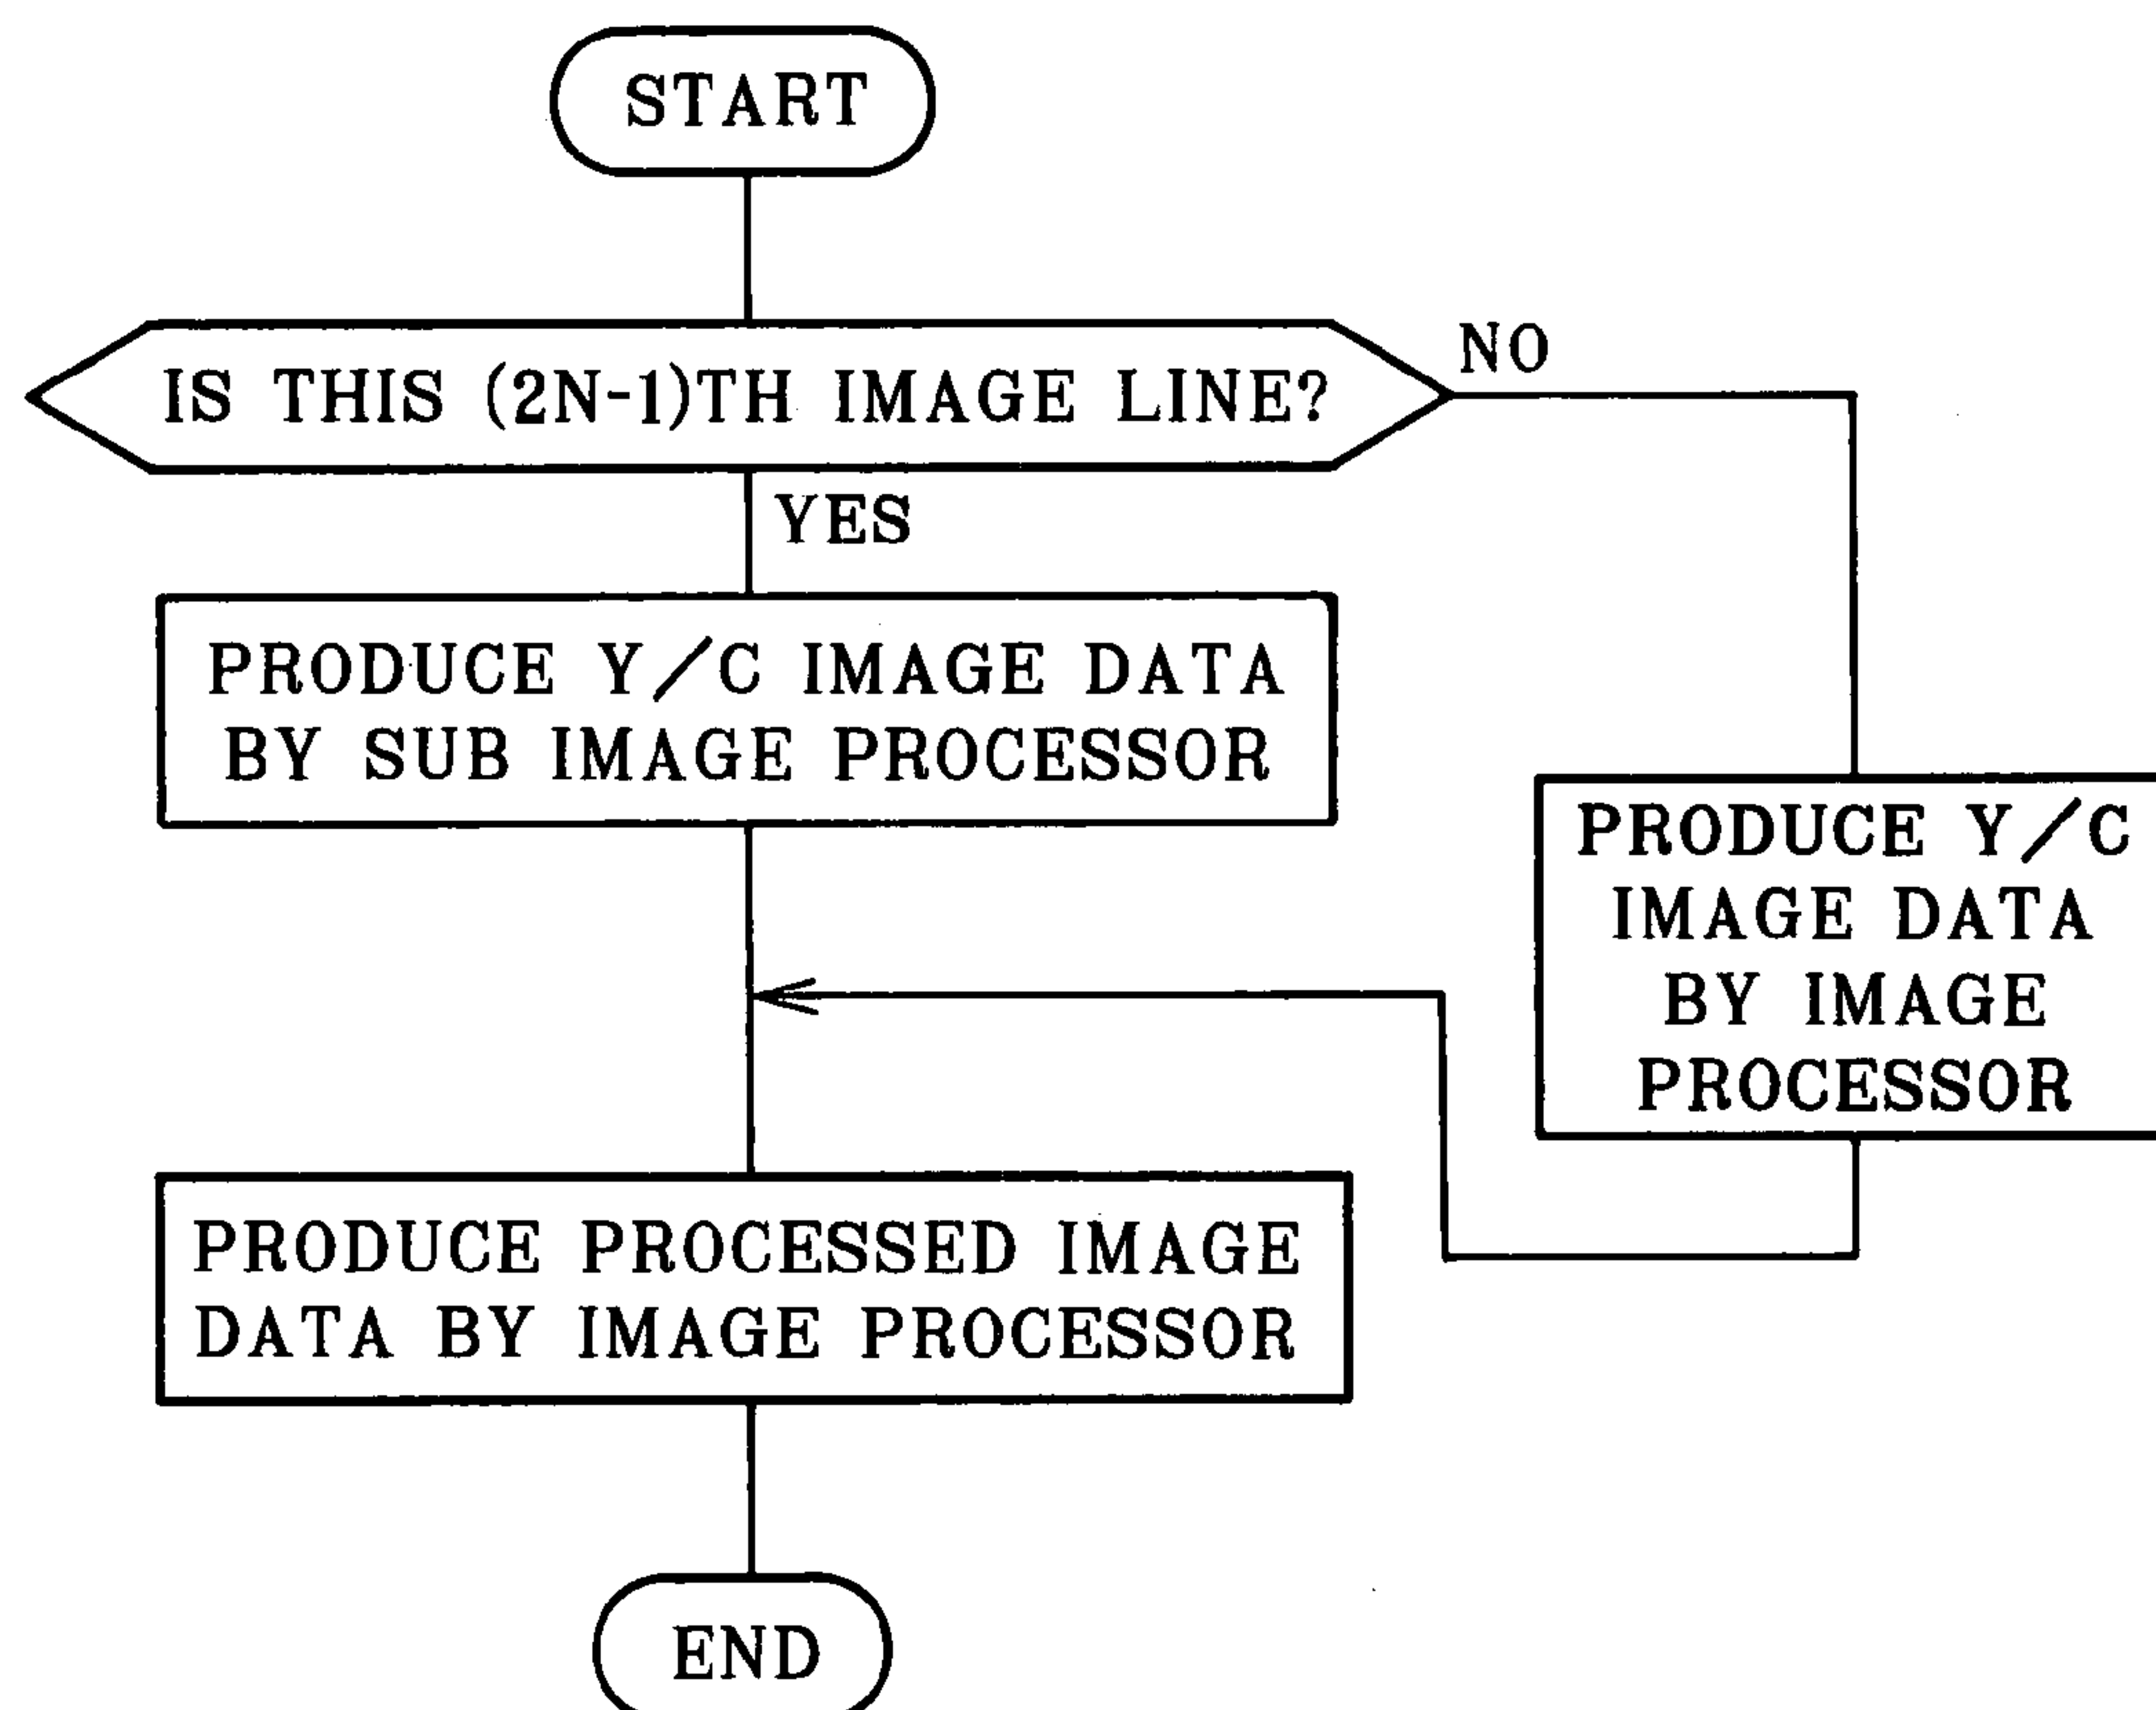 START
IS THIS (2N-1)TH IMAGE LINE?
NO
YES
PRODUCE Y/C IMAGE DATA
BY SUB IMAGE PROCESSOR
PRODUCE Y/C
IMAGE DATA
BY IMAGE
PROCESSOR
PRODUCE PROCESSED IMAGE
DATA BY IMAGE PROCESSOR
END